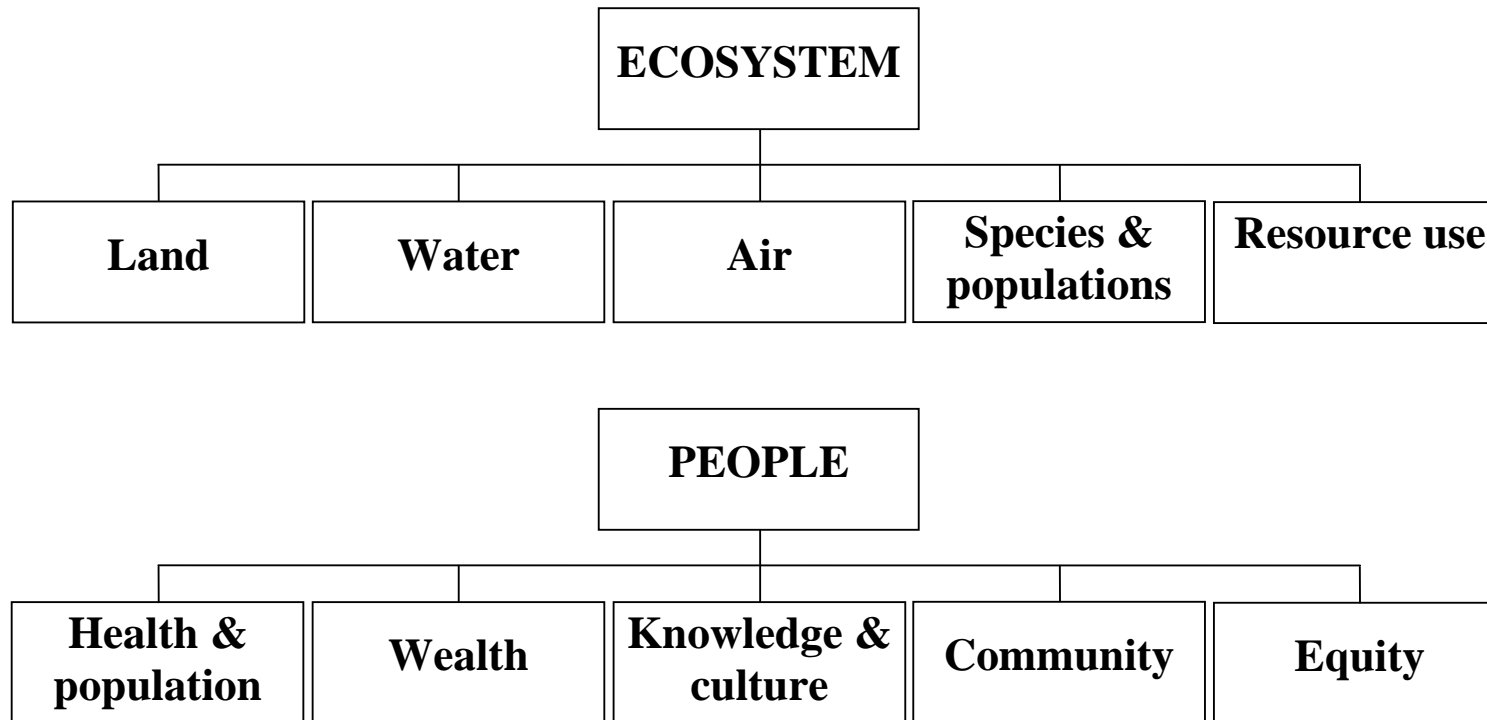 ECOSYSTEM
Land
Water
Air
Species &
populations
Resource use
PEOPLE
Health &
population
Wealth
Knowledge &
culture
Community
Equity